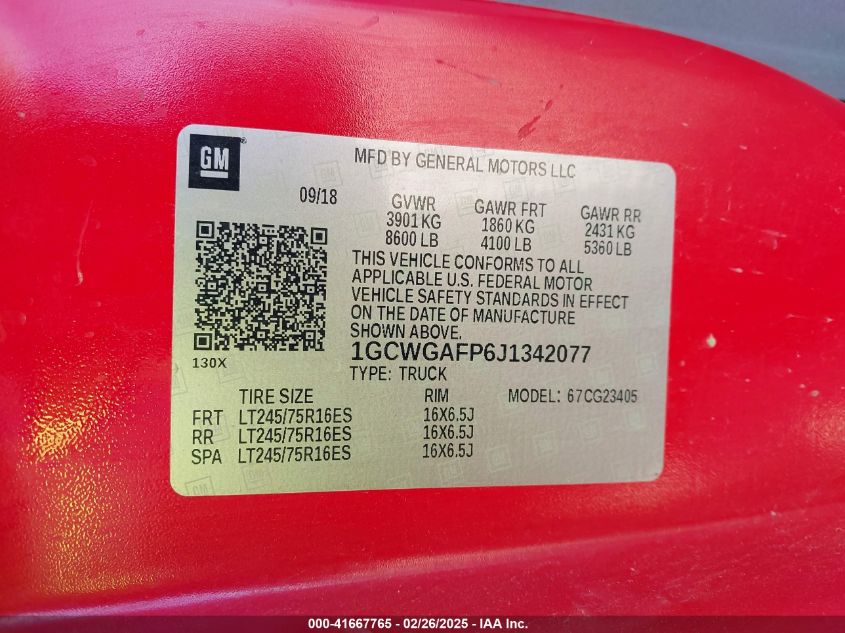 GM
MFD BY GENERAL MOTORS LLC
09/18
GVWR GAWR FRT GAWR RR
3901 KG 1860 KG 2431 KG
8600 LB 4100 LB 5360 LB
THIS VEHICLE CONFORMS TO ALL
APPLICABLE U.S. FEDERAL MOTOR
VEHICLE SAFETY STANDARDS IN EFFECT
ON THE DATE OF MANUFACTURE
SHOWN ABOVE.
130X
1GCWGAFP6J1342077
TYPE: TRUCK
TIRE SIZE RIM MODEL: 67CG23405
FRT LT245/75R16ES 16X6.5J
RR LT245/75R16ES 16X6.5J
SPA LT245/75R16ES 16X6.5J
000-41667765 - 02/26/2025 - IAA Inc.